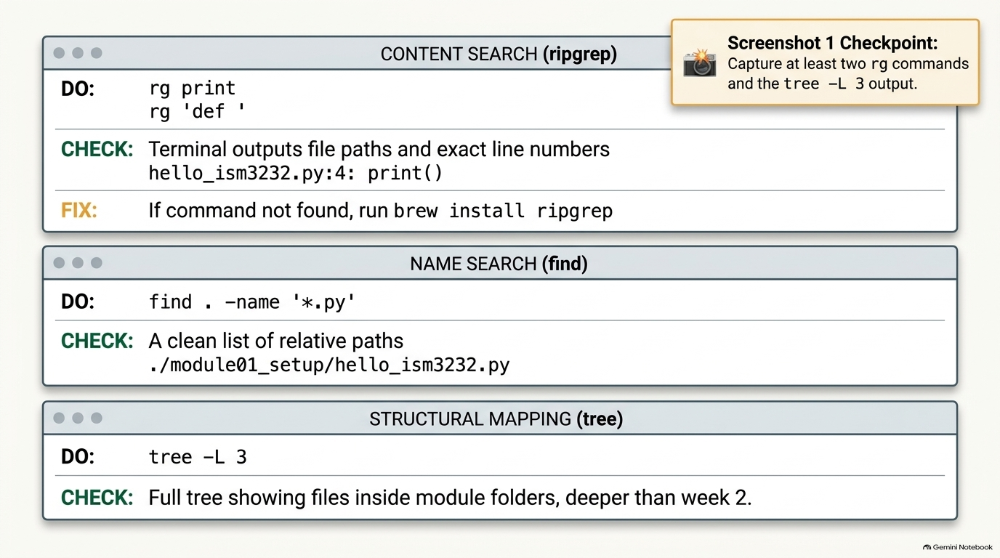 CONTENT SEARCH (ripgrep)
Screenshot 1 Checkpoint:
Capture at least two rg commands
and the tree -L 3 output.
DO: rg print
rg 'def '
CHECK: Terminal outputs file paths and exact line numbers
hello_ism3232.py:4: print()
FIX: If command not found, run brew install ripgrep
NAME SEARCH (find)
DO: find . -name '*.py'
CHECK: A clean list of relative paths
./module01_setup/hello_ism3232.py
STRUCTURAL MAPPING (tree)
DO: tree -L 3
CHECK: Full tree showing files inside module folders, deeper than week 2.
Gemini Notebook